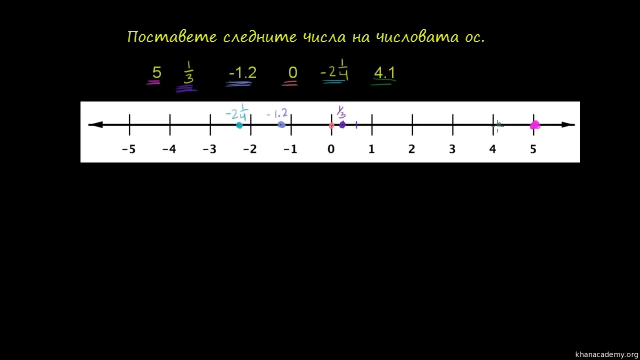 Поставете следните числа на числовата ос.
5 1/3 -1.2 0 -2 1/4 4.1
-2 1/4 -1.2 1/3
-5 -4 -3 -2 -1 0 1 2 3 4 5
khanacademy.org